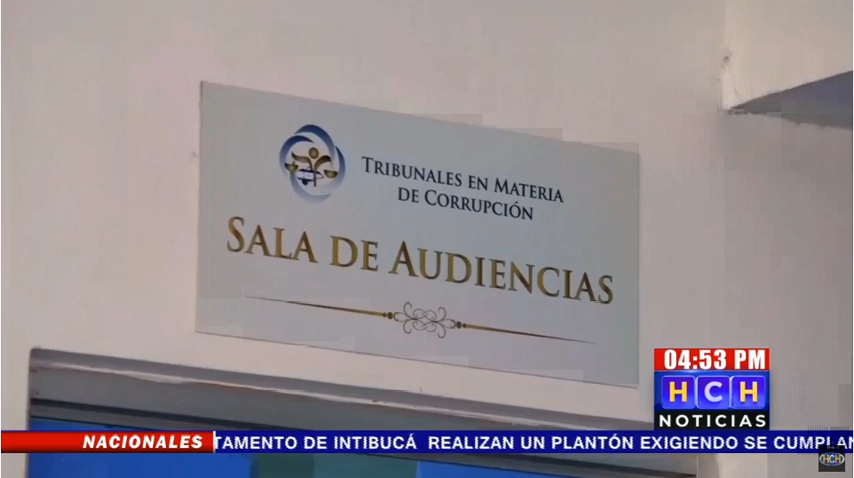 TRIBUNALES EN MATERIA
DE CORRUPCIÓN
SALA DE AUDIENCIAS
04:53 PM
HCH
NOTICIAS
NACIONALES
TAMENTO DE INTIBUCÁ REALIZAN UN PLANTÓN EXIGIENDO SE CUMPLAN
HCH